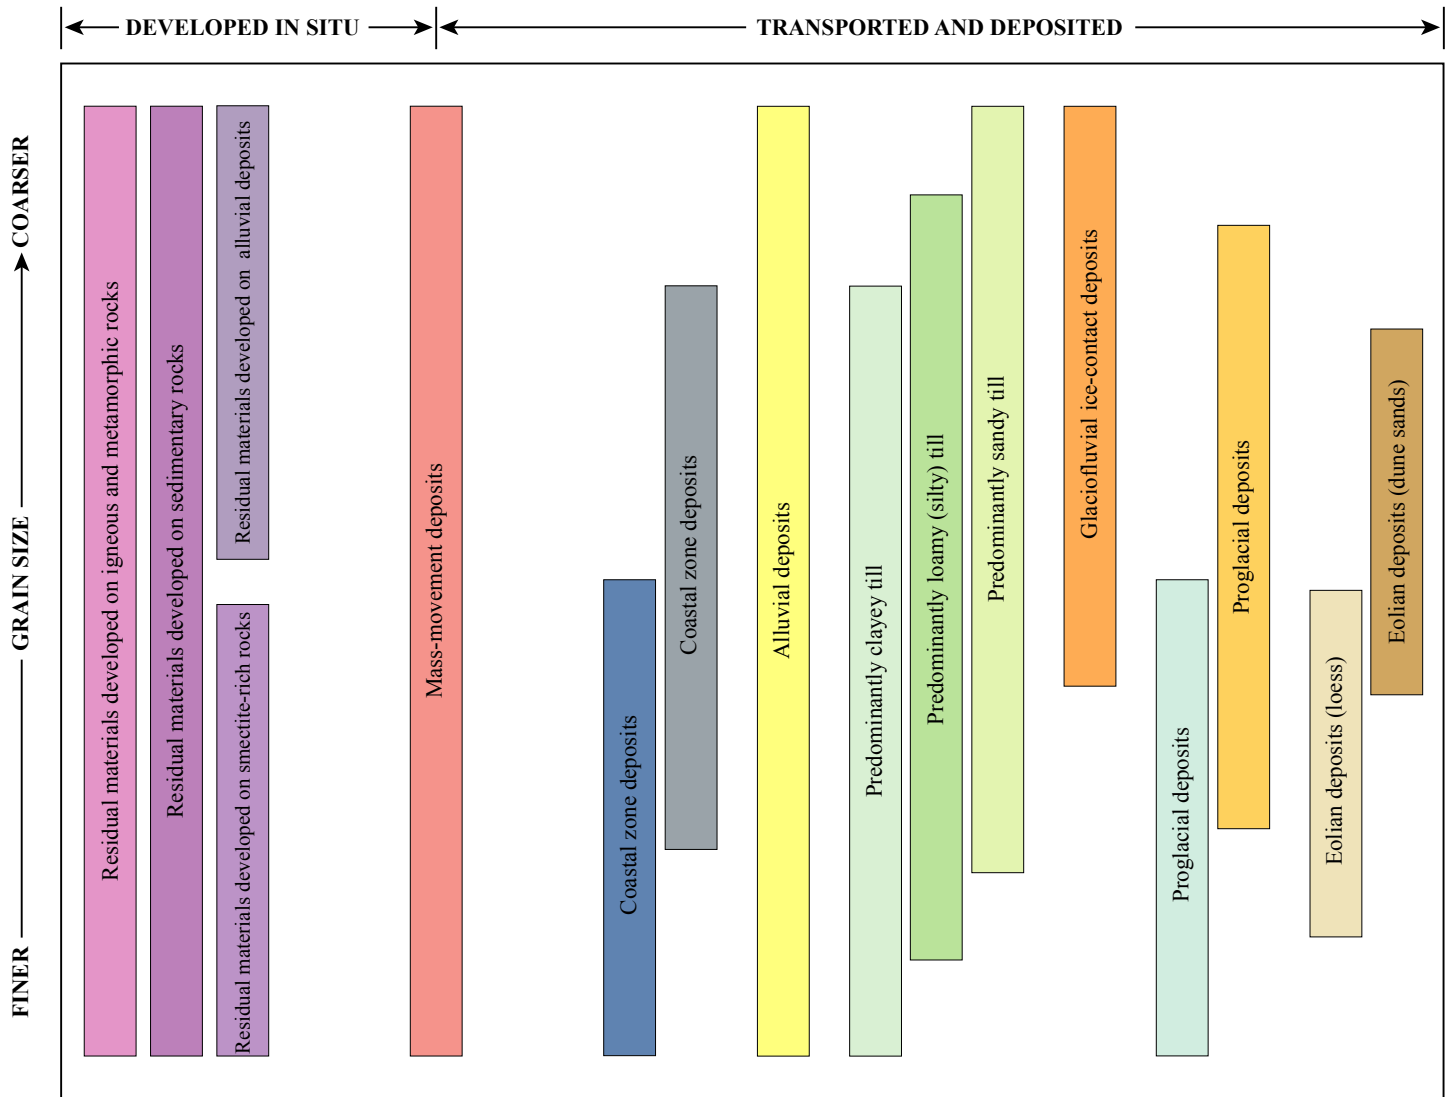 DEVELOPED IN SITU
TRANSPORTED AND DEPOSITED
COARSER
GRAIN SIZE
FINER
Residual materials developed on igneous and metamorphic rocks
Residual materials developed on sedimentary rocks
Residual materials developed on alluvial deposits
Residual materials developed on smectite-rich rocks
Mass-movement deposits
Coastal zone deposits
Coastal zone deposits
Alluvial deposits
Predominantly clayey till
Predominantly loamy (silty) till
Predominantly sandy till
Glaciofluvial ice-contact deposits
Proglacial deposits
Proglacial deposits
Eolian deposits (loess)
Eolian deposits (dune sands)